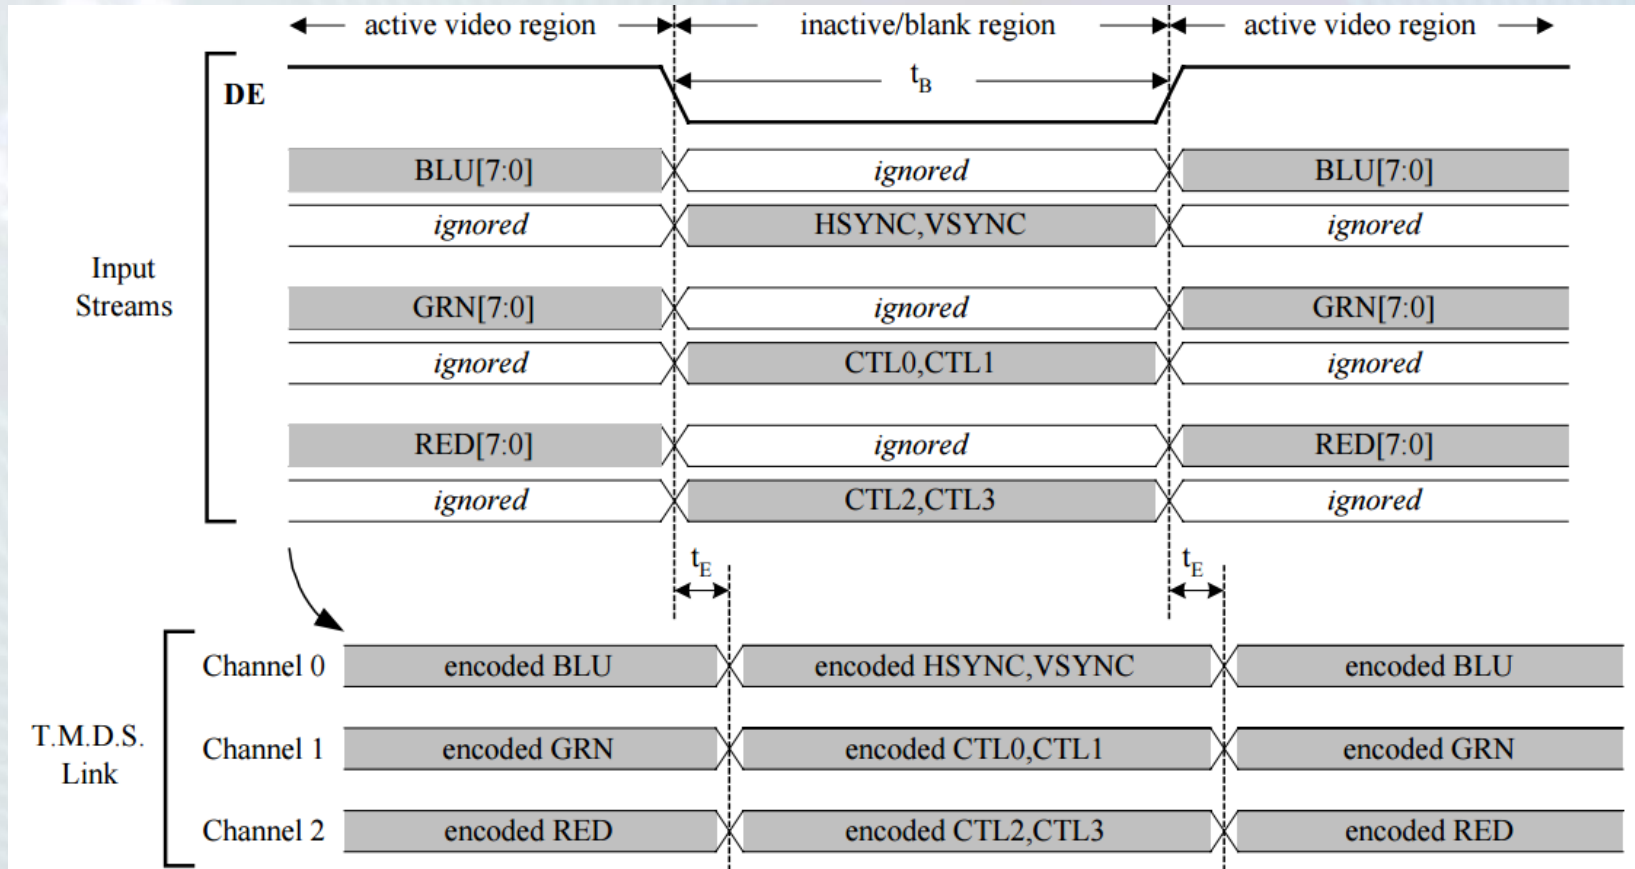 active video region inactive/blank region active video region
DE
tB
BLU[7:0] ignored BLU[7:0]
ignored HSYNC,VSYNC ignored
Input
Streams
GRN[7:0] ignored GRN[7:0]
ignored CTL0,CTL1 ignored
RED[7:0] ignored RED[7:0]
ignored CTL2,CTL3 ignored
tE tE
Channel 0 encoded BLU encoded HSYNC,VSYNC encoded BLU
T.M.D.S.
Link
Channel 1 encoded GRN encoded CTL0,CTL1 encoded GRN
Channel 2 encoded RED encoded CTL2,CTL3 encoded RED